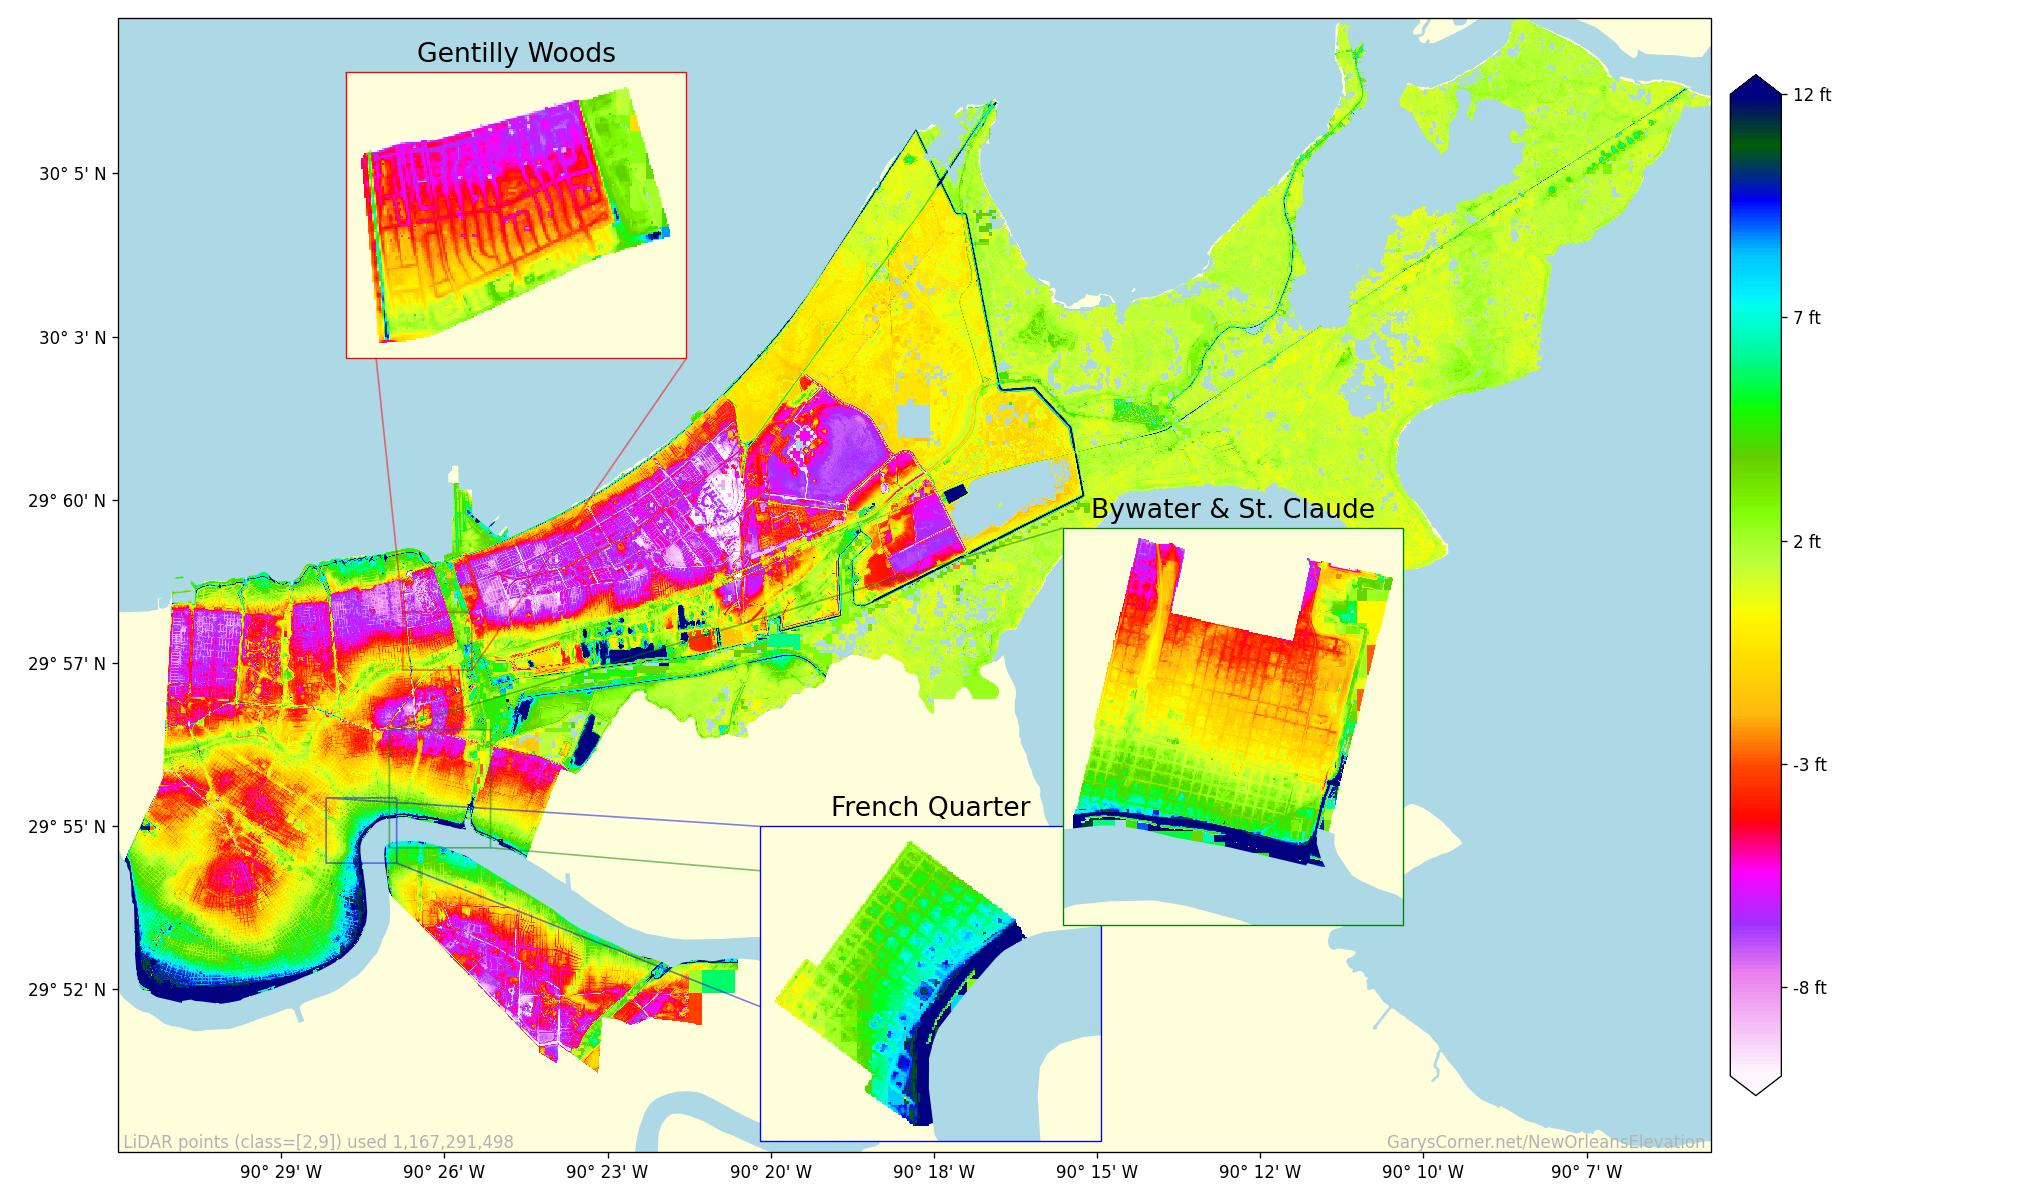 Gentilly Woods
Bywater & St. Claude
French Quarter
30° 5' N
30° 3' N
29° 60' N
29° 57' N
29° 55' N
29° 52' N
90° 29' W
90° 26' W
90° 23' W
90° 20' W
90° 18' W
90° 15' W
90° 12' W
90° 10' W
90° 7' W
12 ft
7 ft
2 ft
-3 ft
-8 ft
LiDAR points (class=[2,9]) used 1,167,291,498
GarysCorner.net/NewOrleansElevation